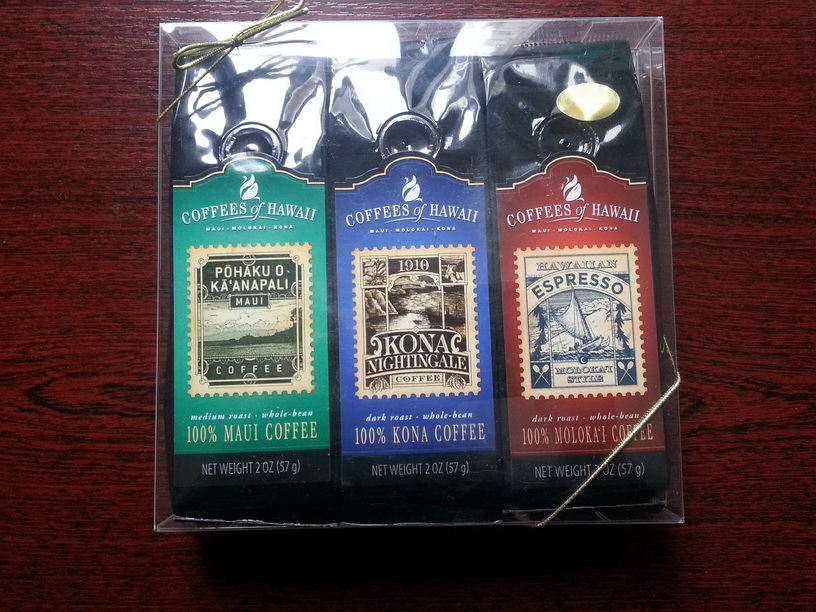 COFFEES of HAWAII
MAUI · MOLOKAI · KONA
PŌHAKU O
KĀ'ANAPALI
MAUI
COFFEE
medium roast · whole-bean
100% MAUI COFFEE
NET WEIGHT 2 OZ (57 g)
COFFEES of HAWAII
MAUI · MOLOKAI · KONA
1910
KONA
NIGHTINGALE
COFFEE
dark roast · whole-bean
100% KONA COFFEE
NET WEIGHT 2 OZ (57 g)
COFFEES of HAWAII
MAUI · MOLOKAI · KONA
HAWAIIAN
ESPRESSO
MOLOKA'I
STYLE
dark roast · whole-bean
100% MOLOKA'I COFFEE
NET WEIGHT 2 OZ (57 g)